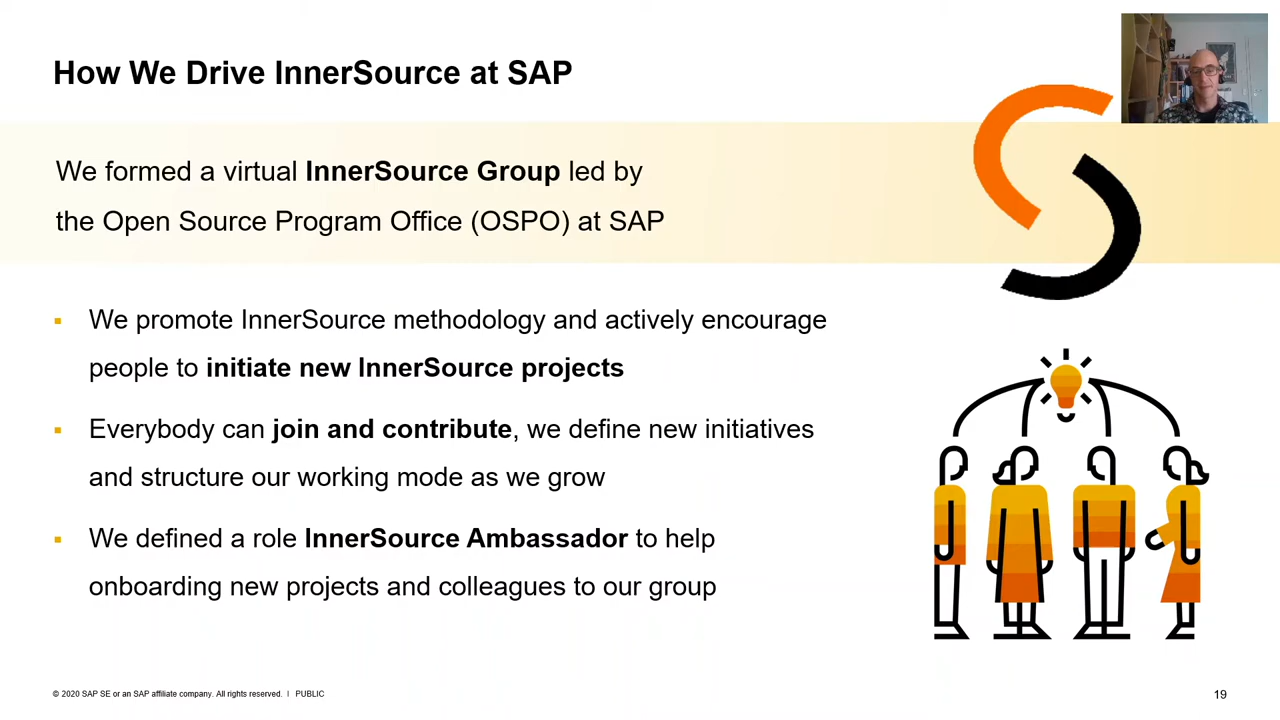 How We Drive InnerSource at SAP
We formed a virtual InnerSource Group led by
the Open Source Program Office (OSPO) at SAP
▪ We promote InnerSource methodology and actively encourage
people to initiate new InnerSource projects
▪ Everybody can join and contribute, we define new initiatives
and structure our working mode as we grow
▪ We defined a role InnerSource Ambassador to help
onboarding new projects and colleagues to our group
© 2020 SAP SE or an SAP affiliate company. All rights reserved. | PUBLIC
19